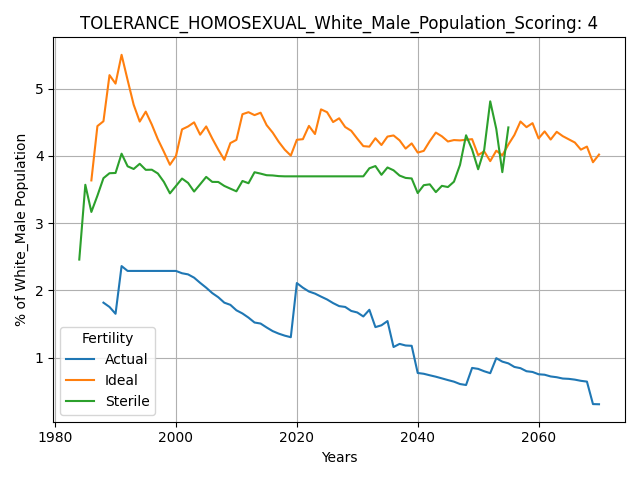 TOLERANCE_HOMOSEXUAL_White_Male_Population_Scoring: 4
% of White_Male Population
5
4
3
2
1
Fertility
Actual
Ideal
Sterile
1980 2000 2020 2040 2060
Years